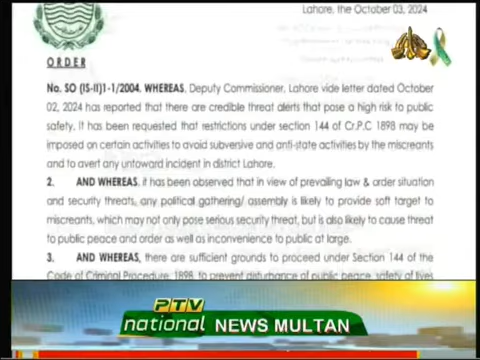 Lahore, the October 03, 2024
ORDER
No. SO (IS-II)1-1/2004. WHEREAS, Deputy Commissioner, Lahore vide letter dated October
02, 2024 has reported that there are credible threat alerts that pose a high risk to public
safety. It has been requested that restrictions under section 144 of Cr.P.C 1898 may be
imposed on certain activities to avoid subversive and anti-state activities by the miscreants
and to avert any untoward incident in district Lahore.
2. AND WHEREAS, it has been observed that in view of prevailing law & order situation
and security threats, any political gathering/ assembly is likely to provide soft target to
miscreants, which may not only pose serious security threat, but is also likely to cause threat
to public peace and order as well as inconvenience to public at large.
3. AND WHEREAS, there are sufficient grounds to proceed under Section 144 of the
Code of Criminal Procedure, 1898, to prevent disturbance of public peace, safety of lives
PTV
national NEWS MULTAN